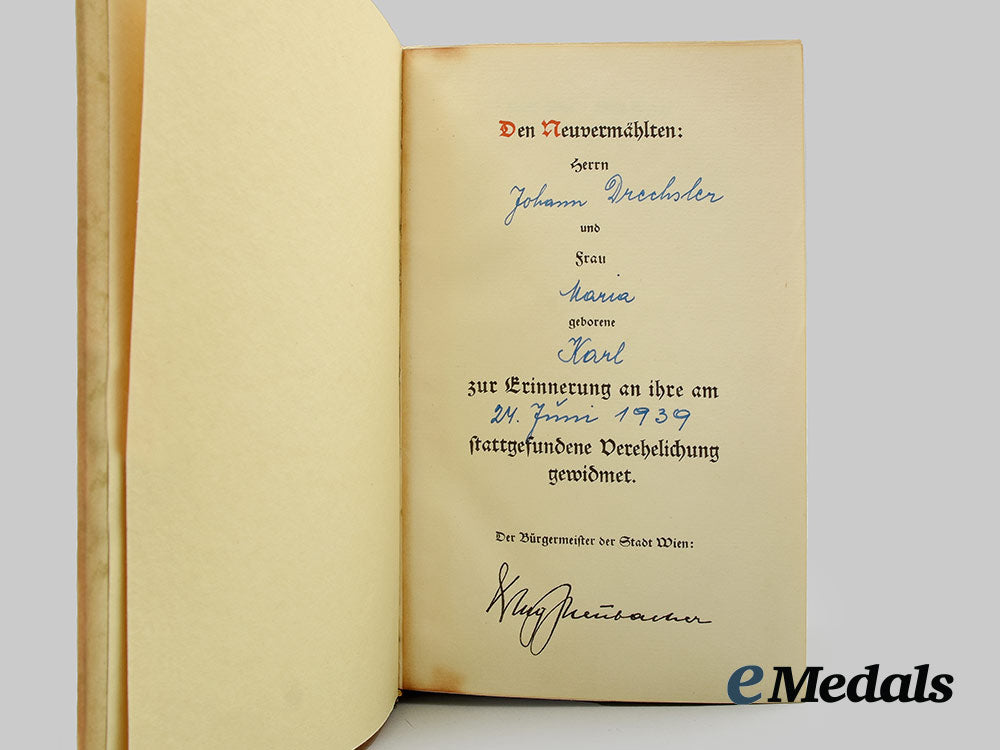 Den Neuvermählten:
Herrn
Johann Drechsler
und
Frau
Maria
geborene
Karl
zur Erinnerung an ihre am
24. Juni 1939
stattgefundene Verehelichung
gewidmet.
Der Bürgermeister der Stadt Wien:
Neubacher
eMedals